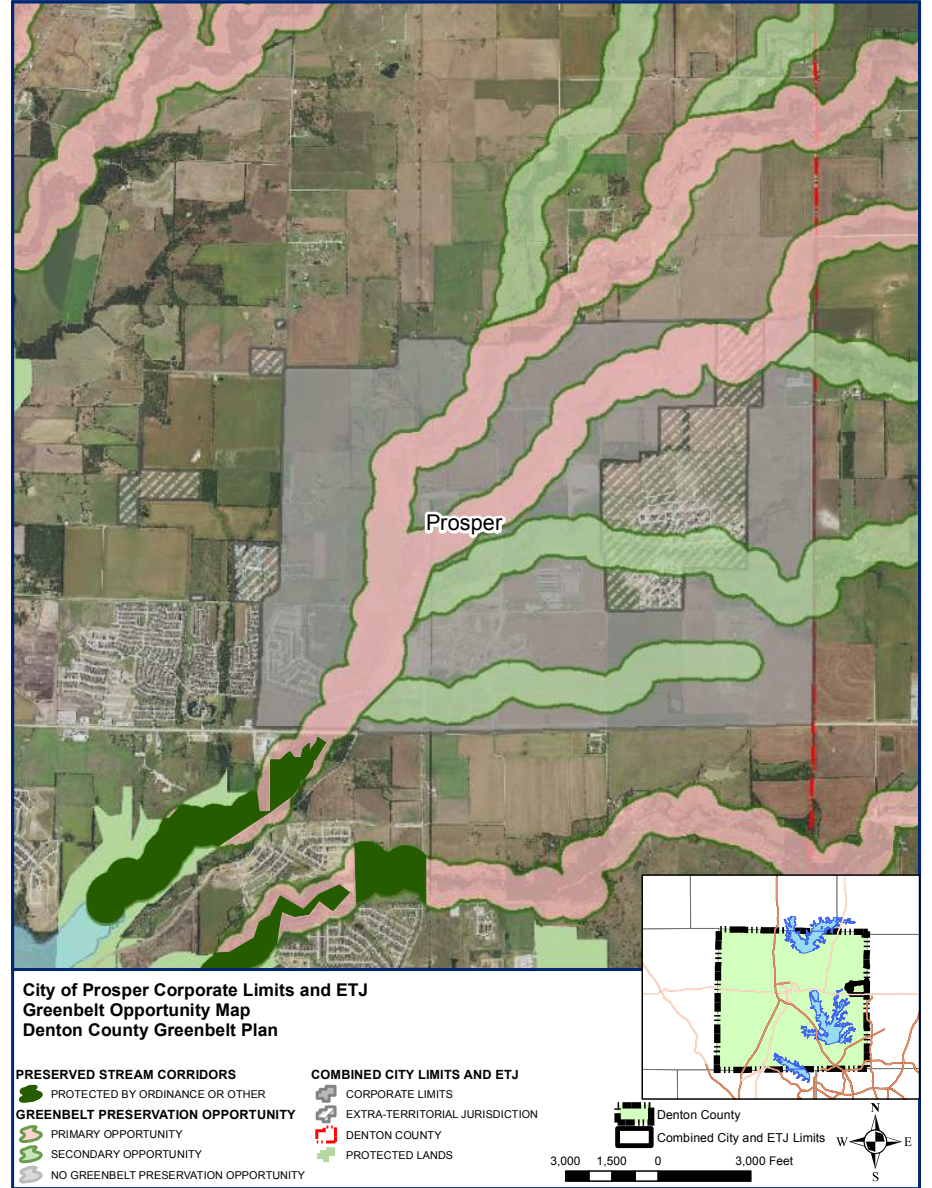 Prosper
City of Prosper Corporate Limits and ETJ
Greenbelt Opportunity Map
Denton County Greenbelt Plan
PRESERVED STREAM CORRIDORS
PROTECTED BY ORDINANCE OR OTHER
GREENBELT PRESERVATION OPPORTUNITY
PRIMARY OPPORTUNITY
SECONDARY OPPORTUNITY
NO GREENBELT PRESERVATION OPPORTUNITY
COMBINED CITY LIMITS AND ETJ
CORPORATE LIMITS
EXTRA-TERRITORIAL JURISDICTION
DENTON COUNTY
PROTECTED LANDS
Denton County
Combined City and ETJ Limits
3,000 1,500 0 3,000 Feet
N
W E
S